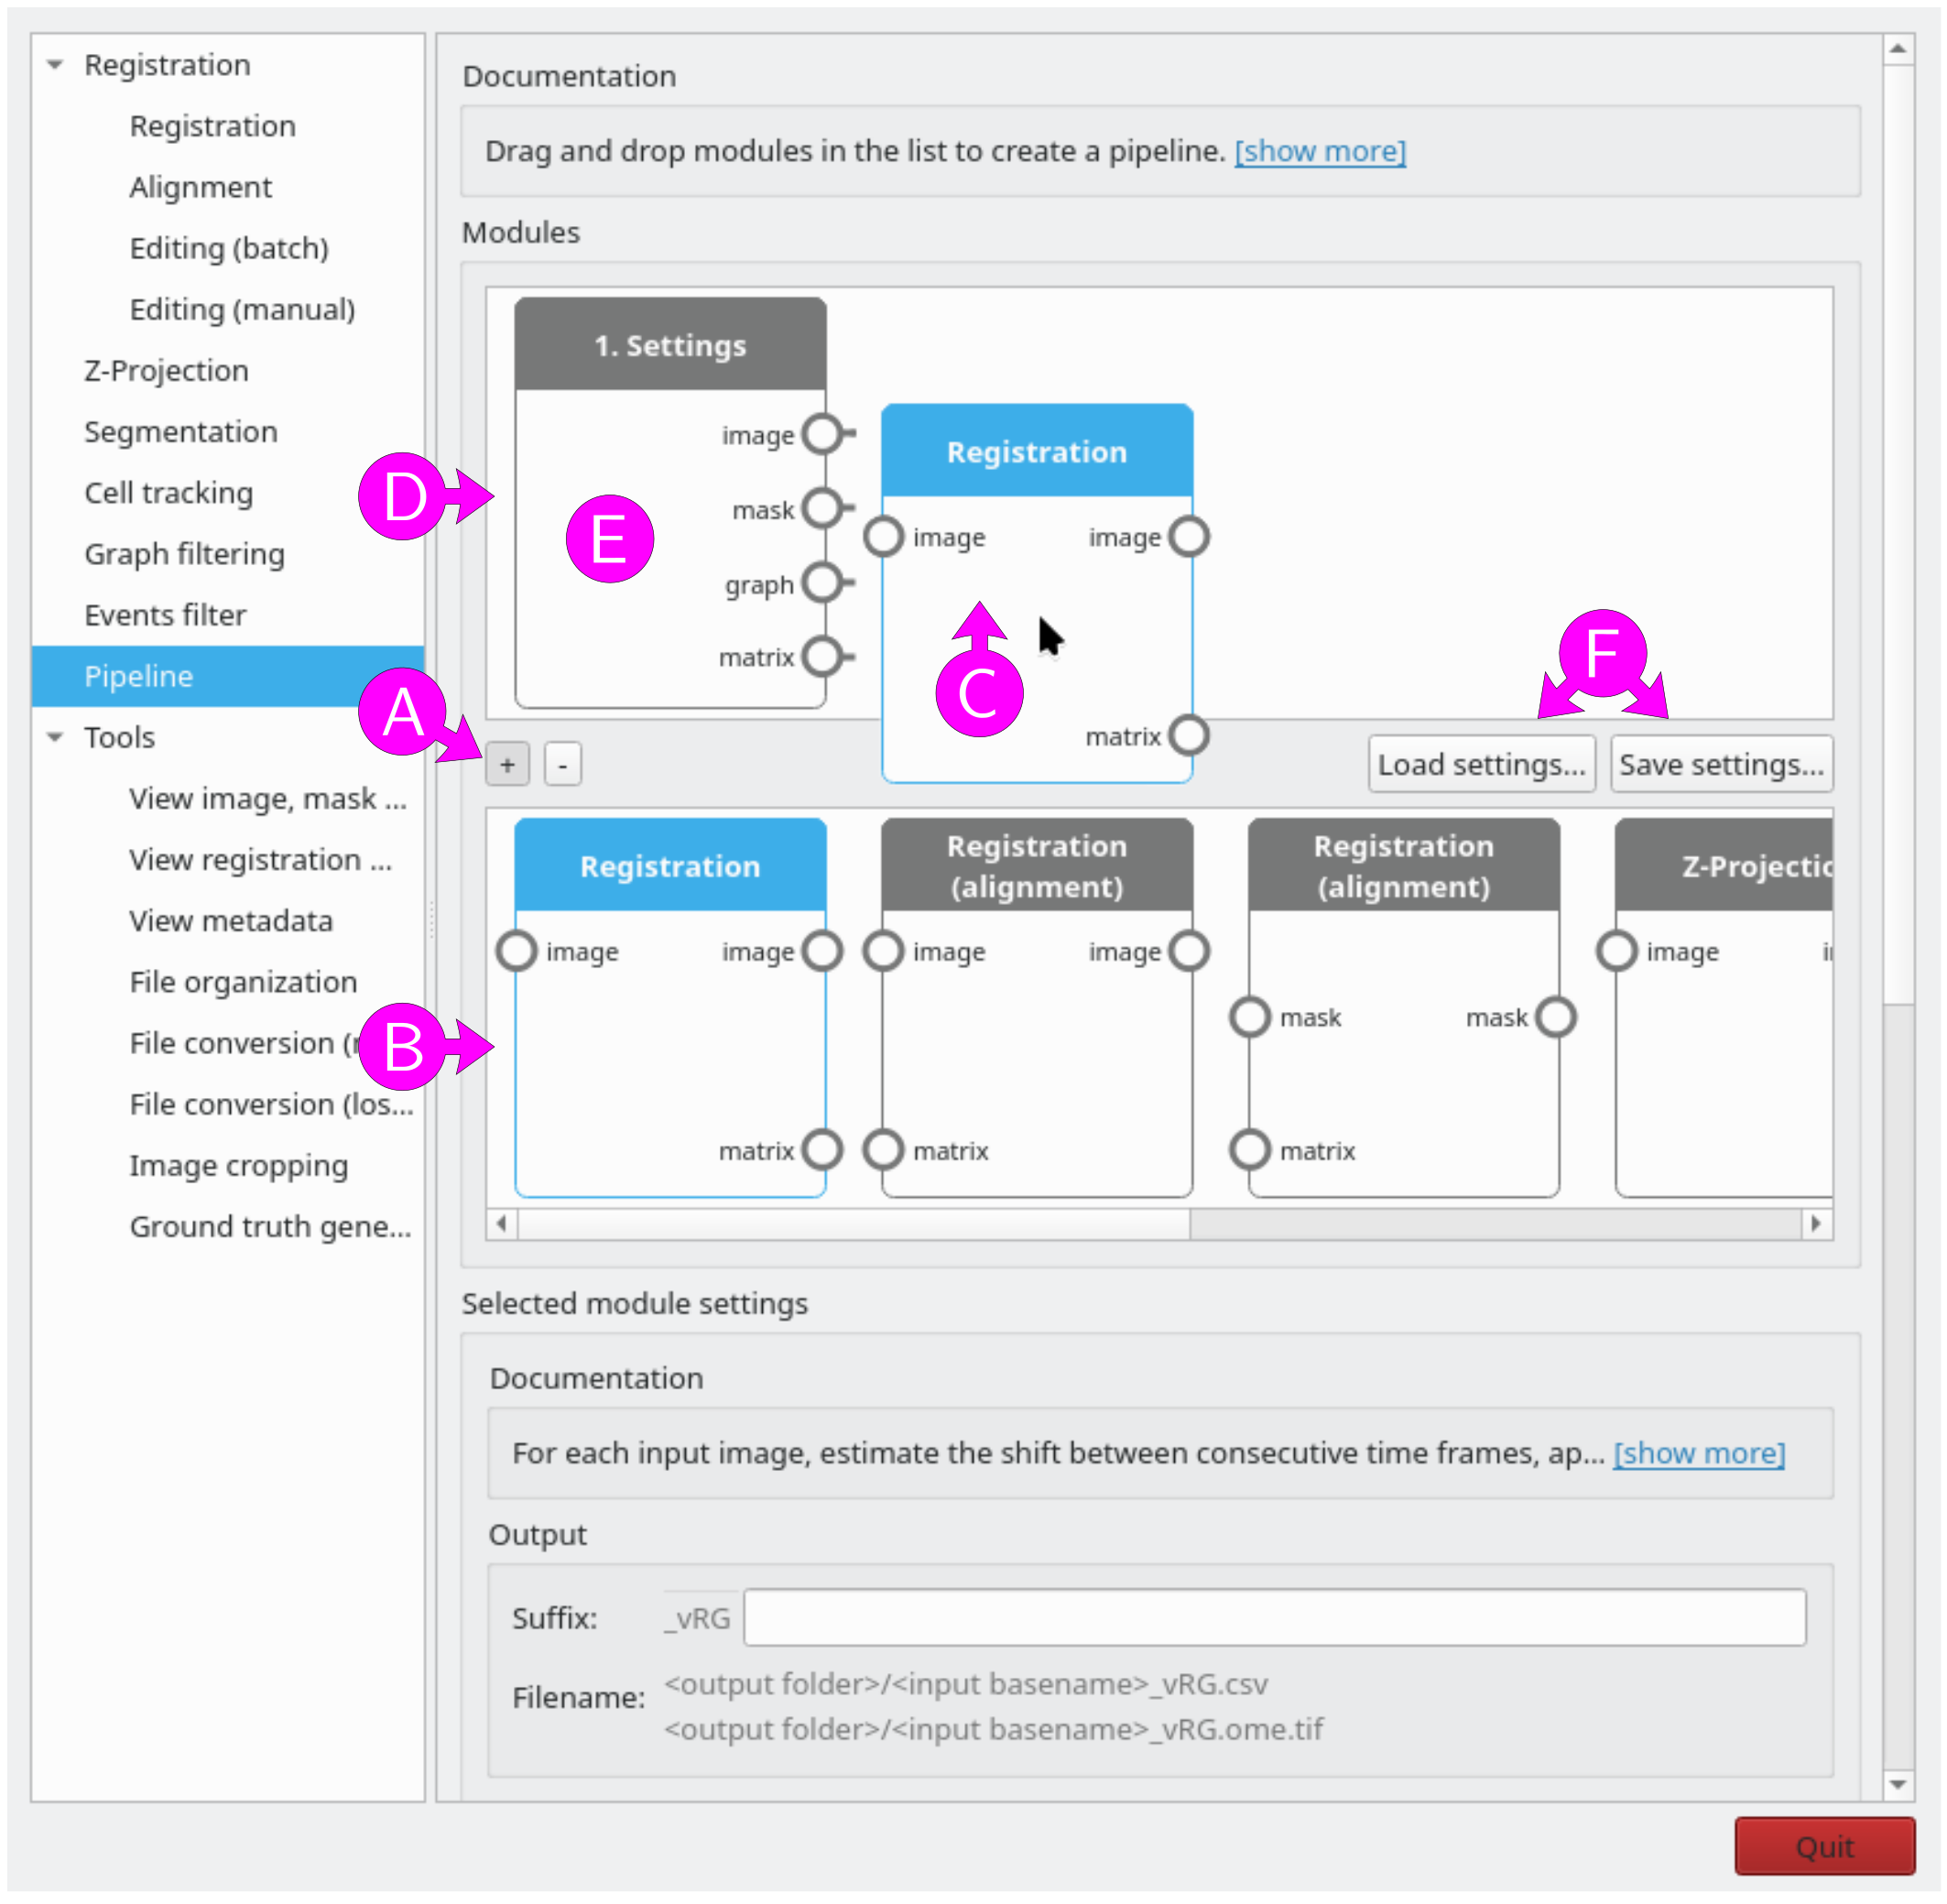 Registration
Registration
Alignment
Editing (batch)
Editing (manual)
Z-Projection
Segmentation
Cell tracking
Graph filtering
Events filter
Pipeline
Tools
View image, mask ...
View registration ...
View metadata
File organization
File conversion (
File conversion (los...
Image cropping
Ground truth gene...
Documentation
Drag and drop modules in the list to create a pipeline. [show more]
Modules
1. Settings
image
mask
graph
matrix
D
E
Registration
image image
C
matrix
F
A
+ -
Load settings... Save settings...
Registration
image image
matrix
B
Registration
(alignment)
image image
matrix
Registration
(alignment)
mask mask
matrix
Z-Projectic
image
Selected module settings
Documentation
For each input image, estimate the shift between consecutive time frames, ap... [show more]
Output
Suffix: _vRG
Filename: <output folder>/<input basename>_vRG.csv
<output folder>/<input basename>_vRG.ome.tif
Quit